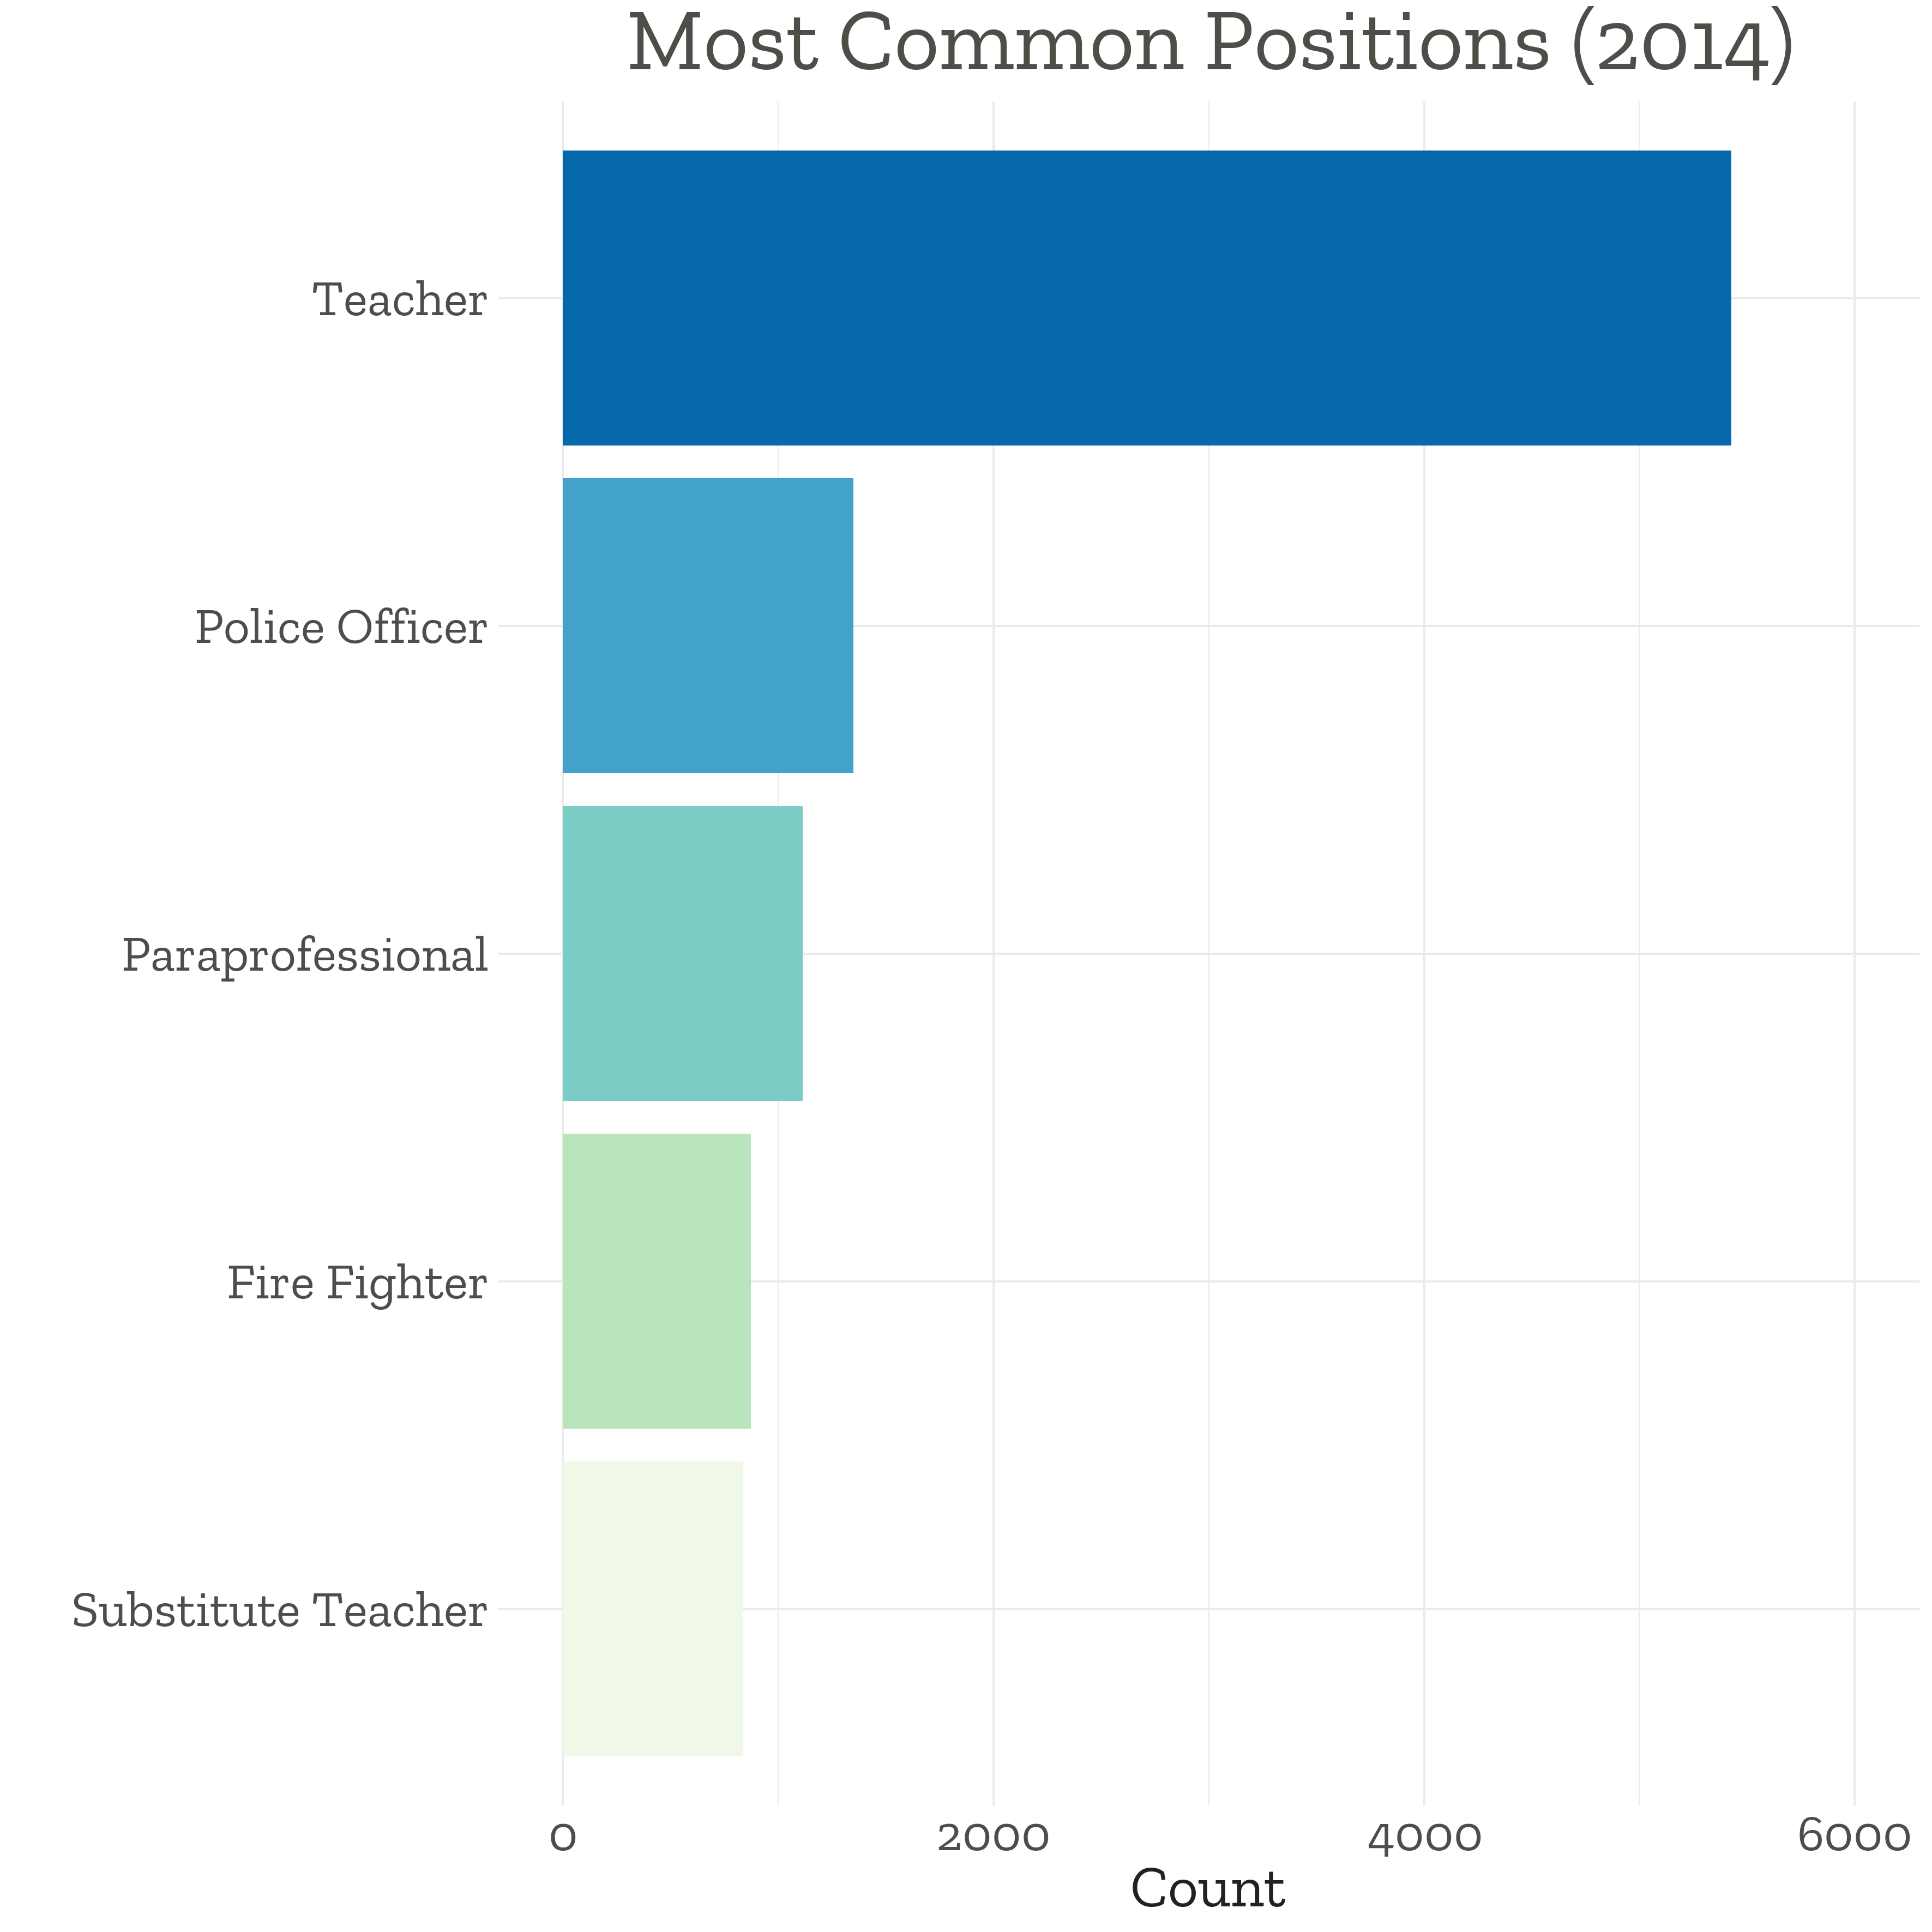 Most Common Positions (2014)
Teacher
Police Officer
Paraprofessional
Fire Fighter
Substitute Teacher
0 2000 4000 6000
Count